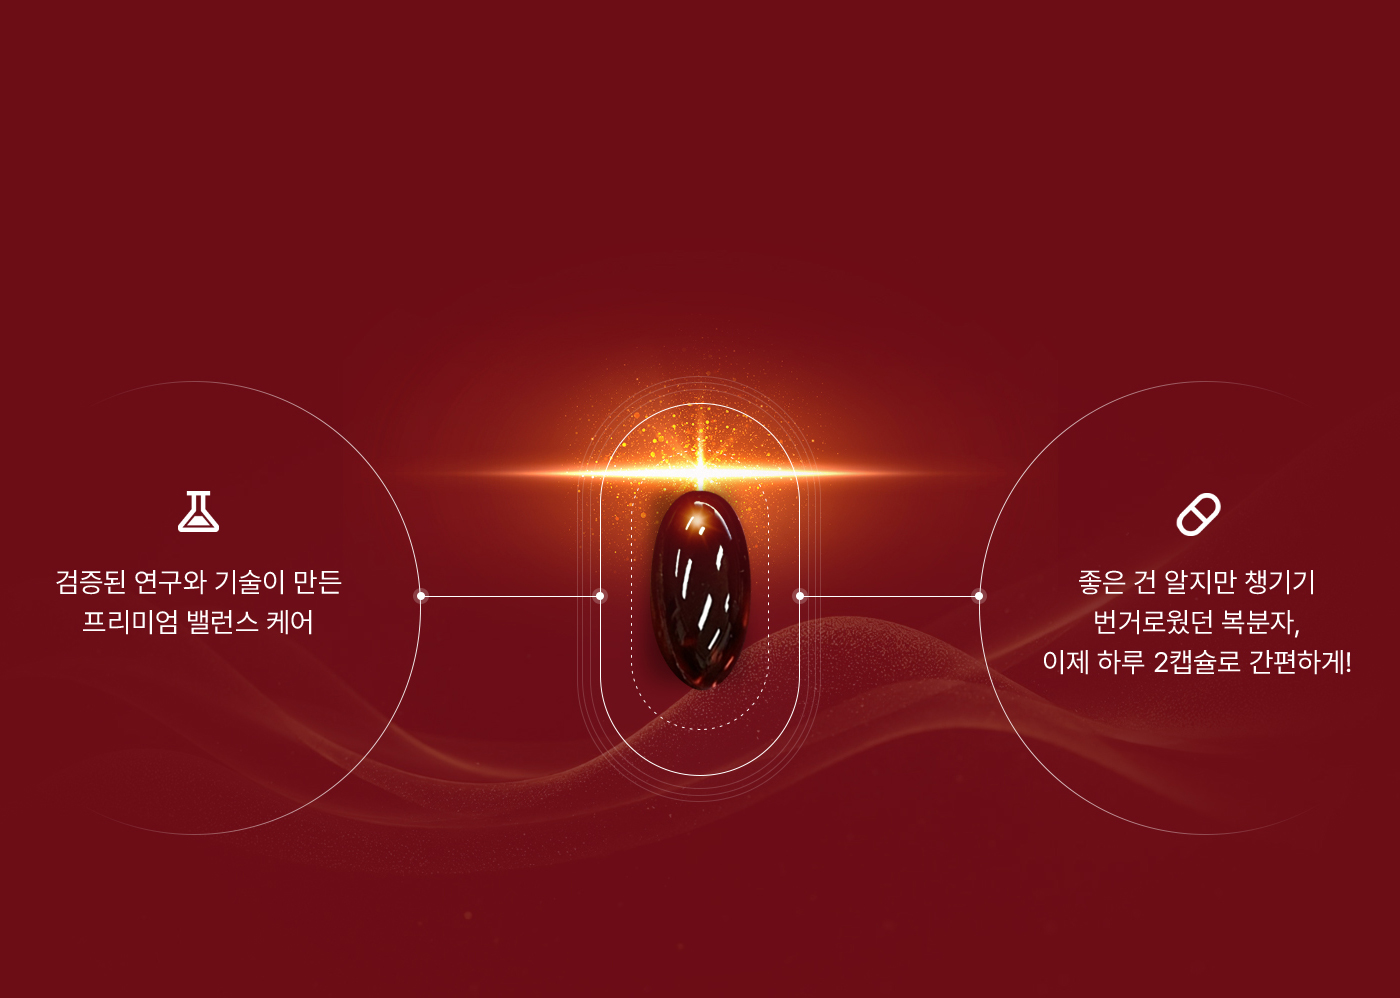 검증된 연구와 기술이 만든
프리미엄 밸런스 케어
좋은 건 알지만 챙기기
번거로웠던 복분자,
이제 하루 2캡슐로 간편하게!